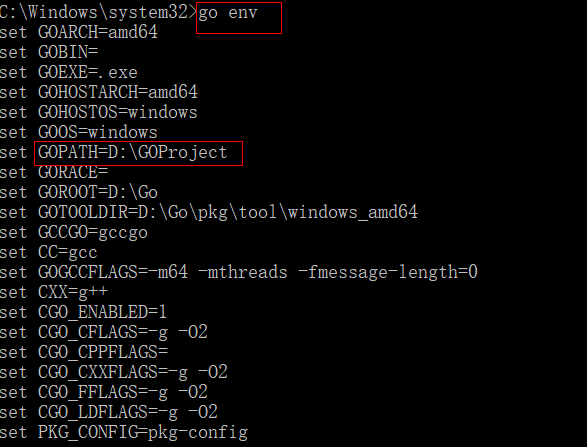 C:\Windows\system32>go env
set GOARCH=amd64
set GOBIN=
set GOEXE=.exe
set GOHOSTARCH=amd64
set GOHOSTOS=windows
set GOOS=windows
set GOPATH=D:\GOProject
set GORACE=
set GOROOT=D:\Go
set GOTOOLDIR=D:\Go\pkg\tool\windows_amd64
set GCCGO=gccgo
set CC=gcc
set GOGCCFLAGS=-m64 -mthreads -fmessage-length=0
set CXX=g++
set CGO_ENABLED=1
set CGO_CFLAGS=-g -O2
set CGO_CPPFLAGS=
set CGO_CXXFLAGS=-g -O2
set CGO_FFLAGS=-g -O2
set CGO_LDFLAGS=-g -O2
set PKG_CONFIG=pkg-config